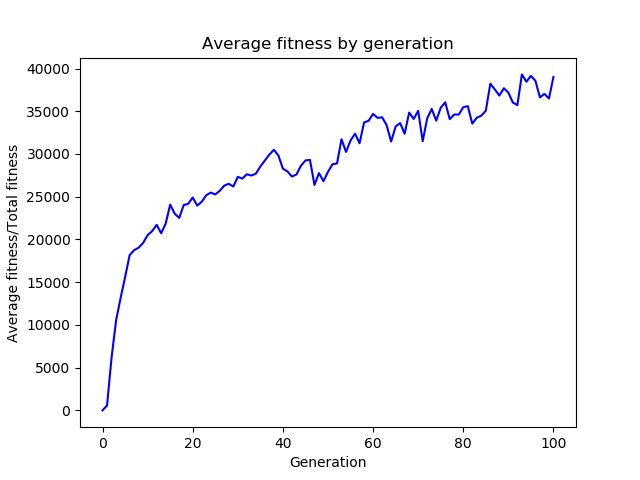 Average fitness by generation
40000
35000
30000
25000
20000
15000
10000
5000
0
Average fitness/Total fitness
0 20 40 60 80 100
Generation